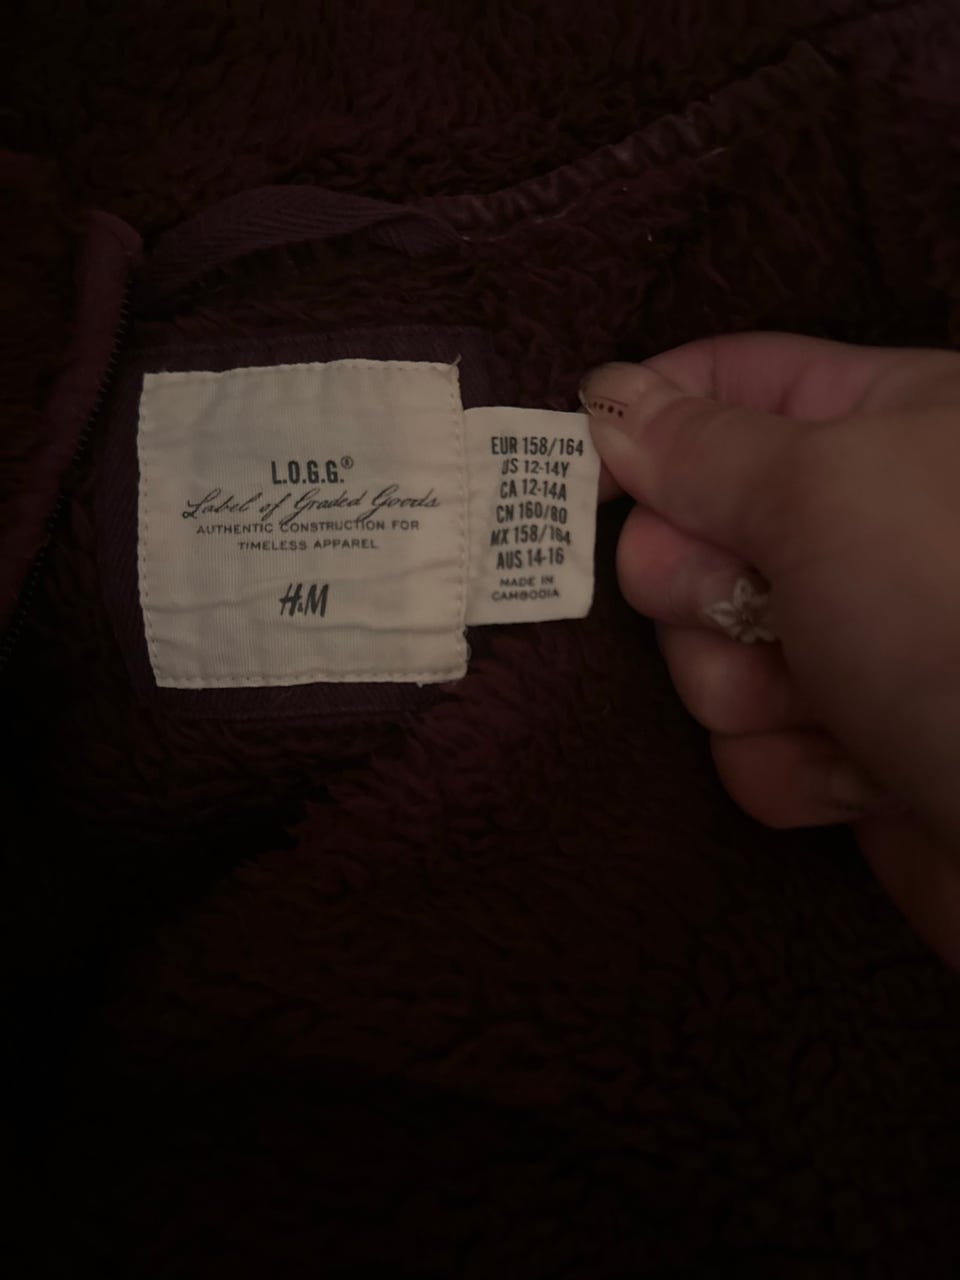 L.O.G.G.®
Label of Graded Goods
AUTHENTIC CONSTRUCTION FOR
TIMELESS APPAREL
H&M
EUR 158/164
US 12-14Y
CA 12-14A
CN 160/80
MX 158/164
AUS 14-16
MADE IN
CAMBODIA